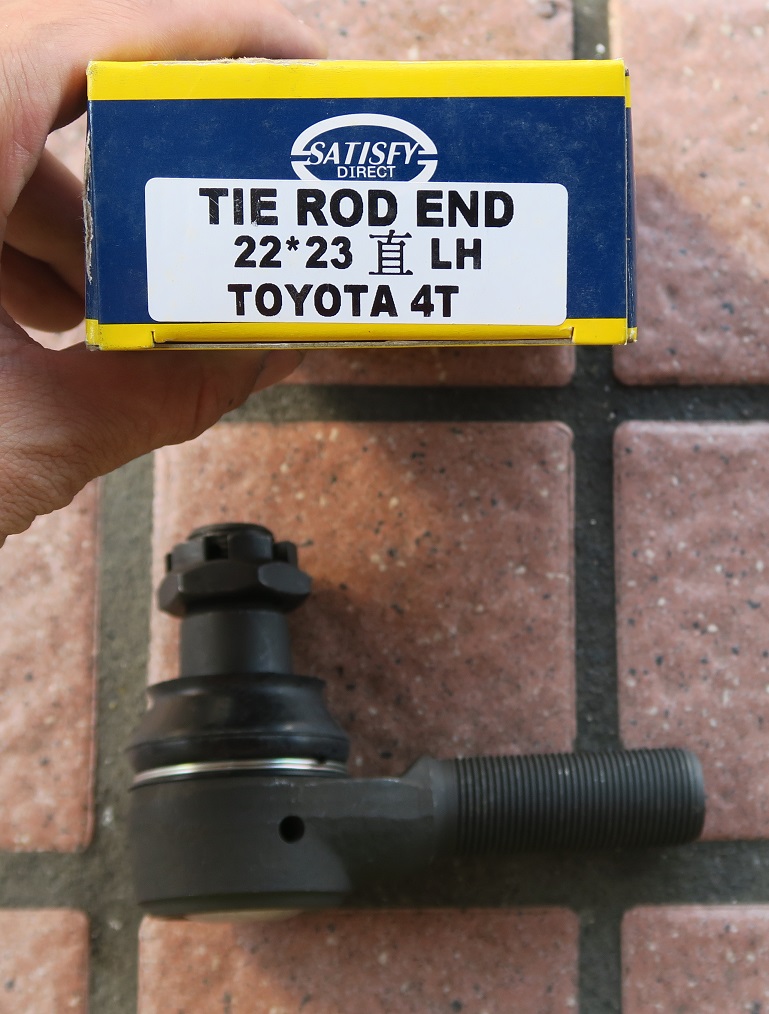 SATISFY
DIRECT
TIE ROD END
22*23 直 LH
TOYOTA 4T